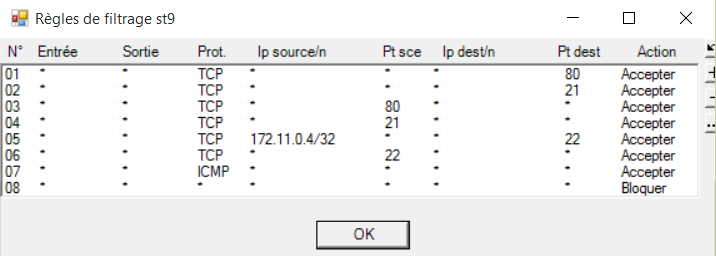 Règles de filtrage st9
N° Entrée Sortie Prot. Ip source/n Pt sce Ip dest/n Pt dest Action
01 * * TCP * * * 80 Accepter
02 * * TCP * * * 21 Accepter
03 * * TCP * 80 * * Accepter
04 * * TCP * 21 * * Accepter
05 * * TCP 172.11.0.4/32 * * 22 Accepter
06 * * TCP * 22 * * Accepter
07 * * ICMP * * * * Accepter
08 * * * * * * * Bloquer
OK